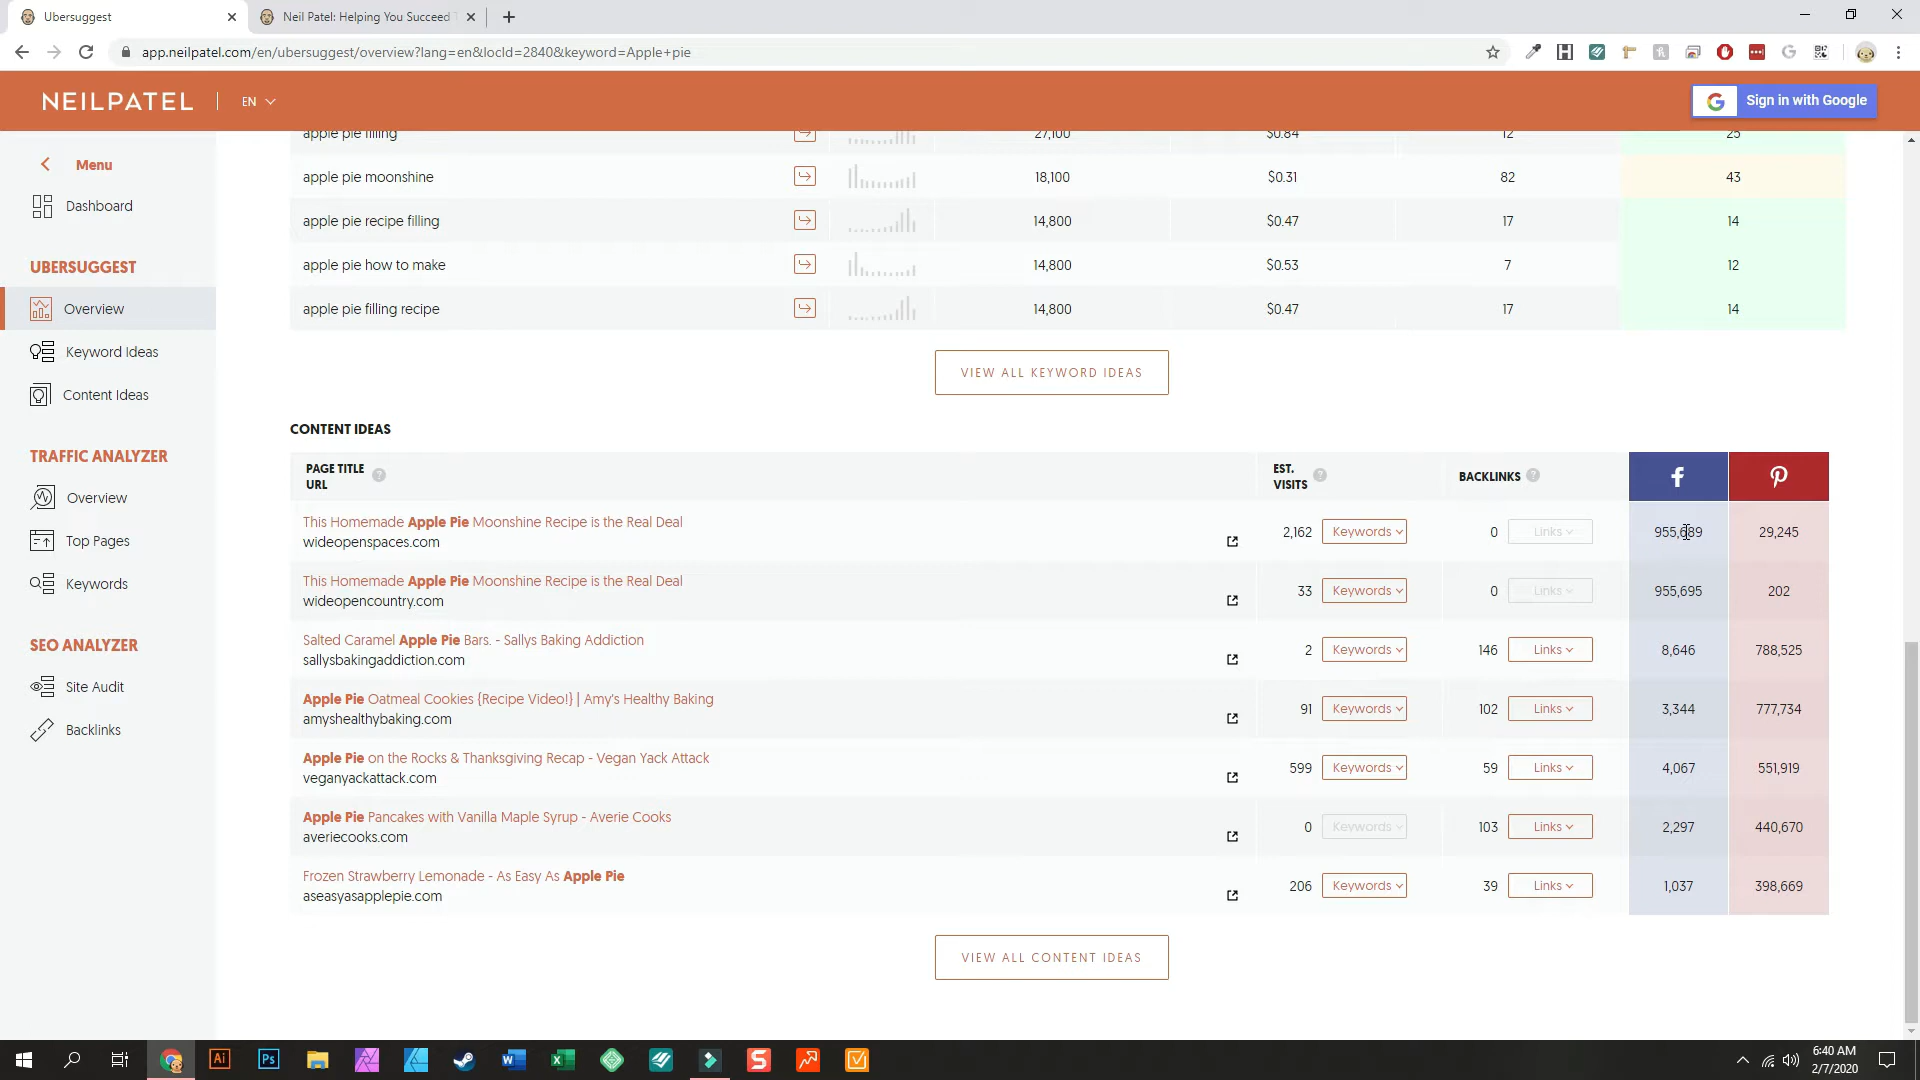 Ubersuggest
Neil Patel: Helping You Succeed T
app.neilpatel.com/en/ubersuggest/overview?lang=en&locId=2840&keyword=Apple+pie
NEILPATEL
EN
Sign in with Google
Menu
Dashboard
UBERSUGGEST
Overview
Keyword Ideas
Content Ideas
TRAFFIC ANALYZER
Overview
Top Pages
Keywords
SEO ANALYZER
Site Audit
Backlinks
apple pie filling 27,100 $0.84 12 25
apple pie moonshine 18,100 $0.31 82 43
apple pie recipe filling 14,800 $0.47 17 14
apple pie how to make 14,800 $0.53 7 12
apple pie filling recipe 14,800 $0.47 17 14
VIEW ALL KEYWORD IDEAS
CONTENT IDEAS
PAGE TITLE
URL
EST.
VISITS
BACKLINKS
This Homemade Apple Pie Moonshine Recipe is the Real Deal
wideopenspaces.com
2,162 Keywords 0 Links 955,689 29,245
This Homemade Apple Pie Moonshine Recipe is the Real Deal
wideopencountry.com
33 Keywords 0 Links 955,695 202
Salted Caramel Apple Pie Bars. - Sallys Baking Addiction
sallysbakingaddiction.com
2 Keywords 146 Links 8,646 788,525
Apple Pie Oatmeal Cookies {Recipe Video!} | Amy's Healthy Baking
amyshealthybaking.com
91 Keywords 102 Links 3,344 777,734
Apple Pie on the Rocks & Thanksgiving Recap - Vegan Yack Attack
veganyackattack.com
599 Keywords 59 Links 4,067 551,919
Apple Pie Pancakes with Vanilla Maple Syrup - Averie Cooks
averiecooks.com
0 Keywords 103 Links 2,297 440,670
Frozen Strawberry Lemonade - As Easy As Apple Pie
aseasyasapplepie.com
206 Keywords 39 Links 1,037 398,669
VIEW ALL CONTENT IDEAS
6:40 AM
2/7/2020